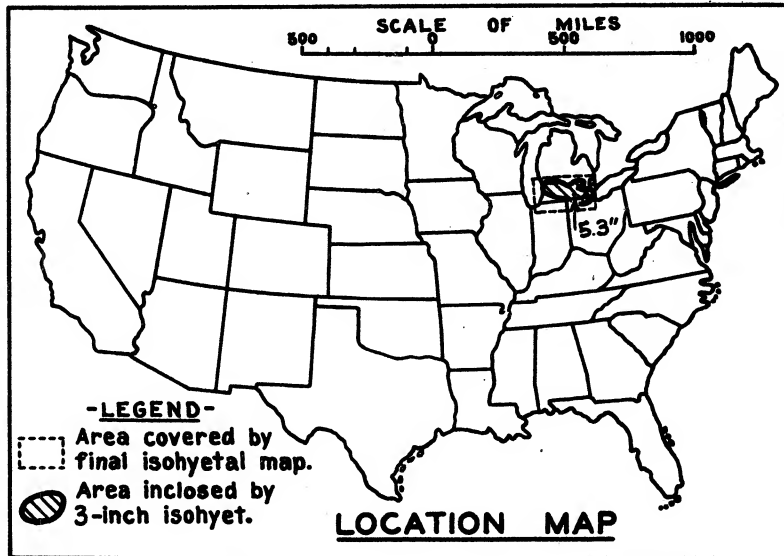 SCALE OF MILES
500 0 500 1000
5.3"
-LEGEND-
Area covered by
final isohyetal map.
Area inclosed by
3-inch isohyet.
LOCATION MAP